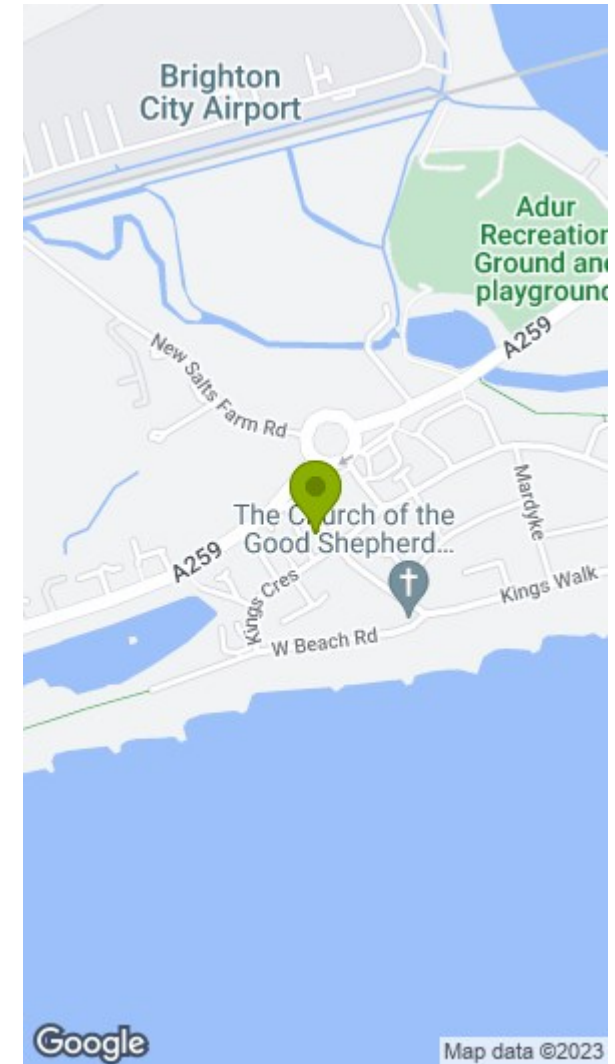 Brighton
City Airport
Adur
Recreation
Ground and
playground
A259
New Salts Farm Rd
Mardyke
The Church of the
Good Shepherd...
A259
Kings Cres
Kings Walk
W Beach Rd
Google
Map data ©2023